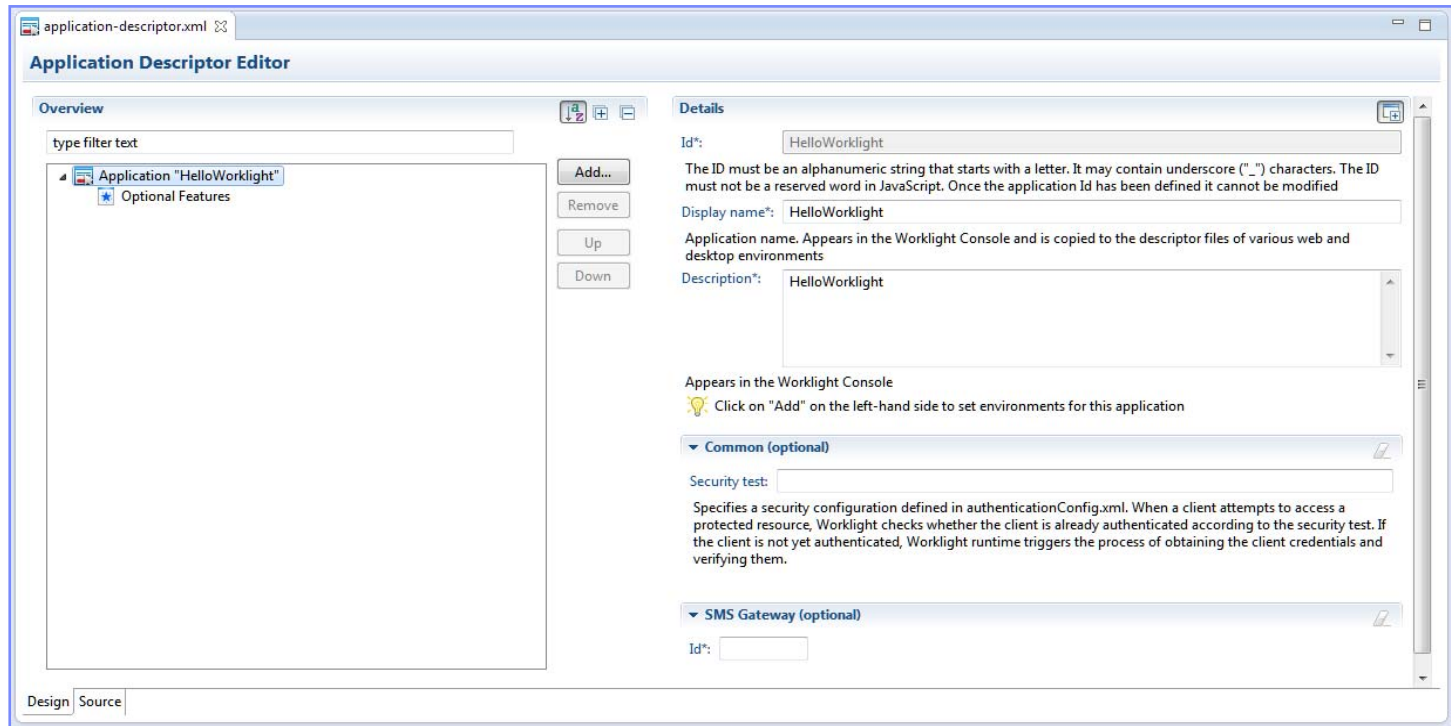 application-descriptor.xml
Application Descriptor Editor
Overview
type filter text
Application "HelloWorklight"
Optional Features
Add...
Remove
Up
Down
Details
Id*: HelloWorklight
The ID must be an alphanumeric string that starts with a letter. It may contain underscore ("_") characters. The ID
must not be a reserved word in JavaScript. Once the application Id has been defined it cannot be modified
Display name*: HelloWorklight
Application name. Appears in the Worklight Console and is copied to the descriptor files of various web and
desktop environments
Description*: HelloWorklight
Appears in the Worklight Console
Click on "Add" on the left-hand side to set environments for this application
Common (optional)
Security test:
Specifies a security configuration defined in authenticationConfig.xml. When a client attempts to access a
protected resource, Worklight checks whether the client is already authenticated according to the security test. If
the client is not yet authenticated, Worklight runtime triggers the process of obtaining the client credentials and
verifying them.
SMS Gateway (optional)
Id*:
Design Source